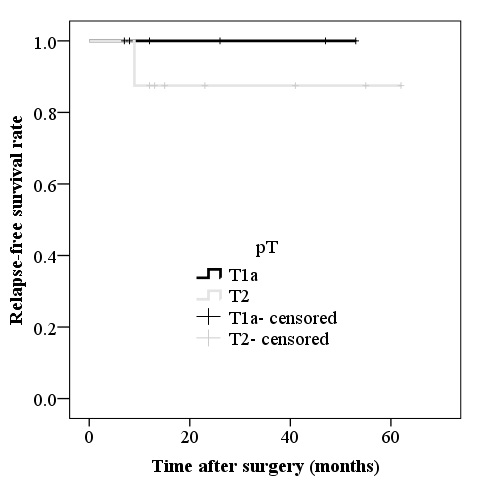 Relapse-free survival rate
1.0
0.8
0.6
0.4
0.2
0.0
pT
T1a
T2
T1a- censored
T2- censored
0 20 40 60
Time after surgery (months)